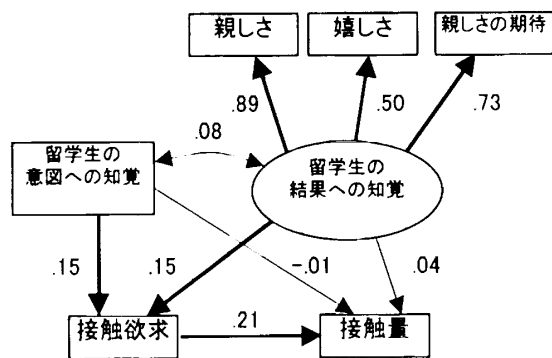 親しさ
嬉しさ
親しさの期待
.89
.50
.73
.08
留学生の
意図への知覚
留学生の
結果への知覚
.15
.15
-.01
.04
接触欲求
.21
接触量